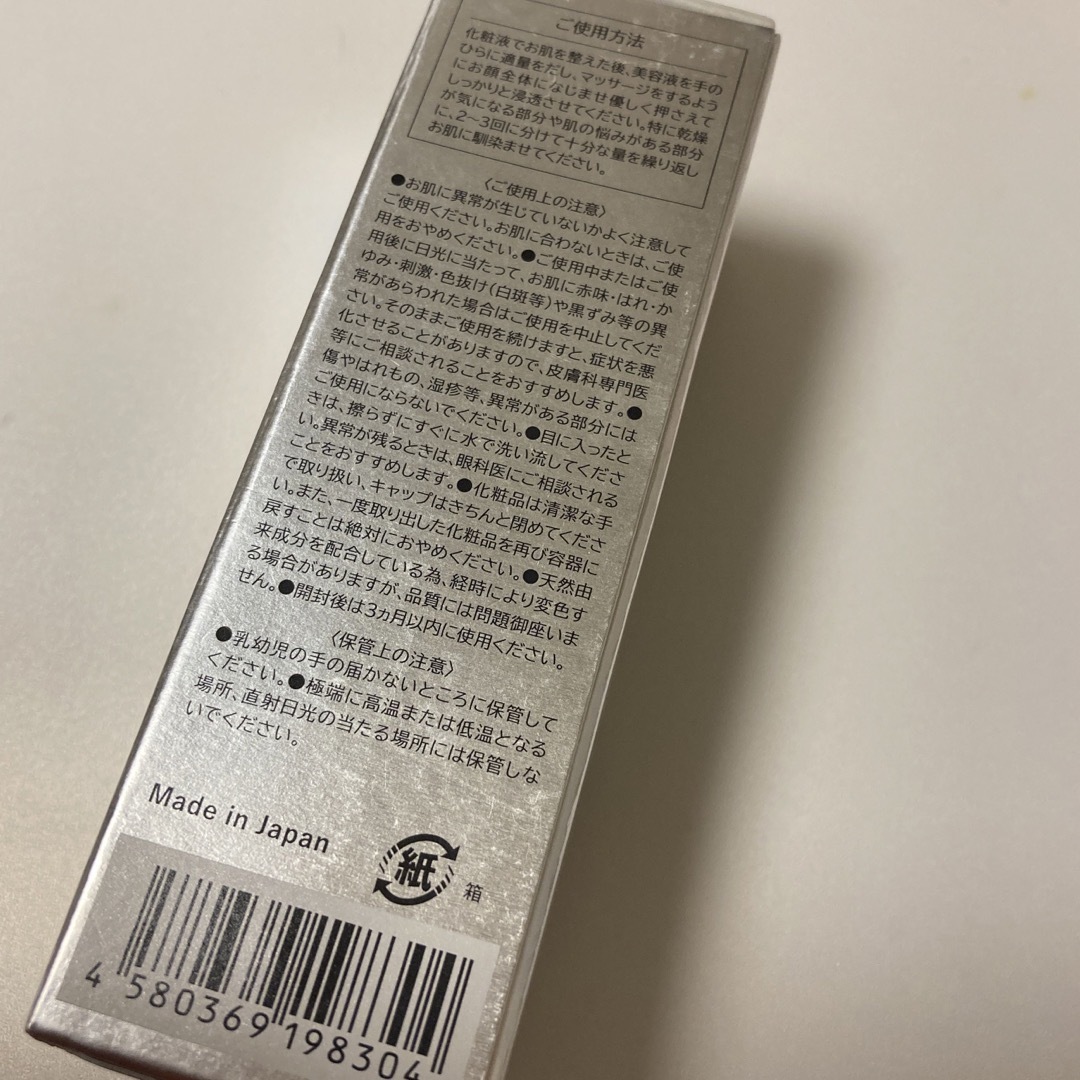 ご使用方法
化粧液でお肌を整えた後、美容液を手の
ひらに適量をだし、マッサージをするよう
にお顔全体になじませ優しく押さえて
しっかりと浸透させてください。特に乾燥
が気になる部分や肌の悩みがある部分
に、2〜3回に分けて十分な量を繰り返し
お肌に馴染ませてください。
〈ご使用上の注意〉
●お肌に異常が生じていないかよく注意して
ご使用ください。お肌に合わないときは、ご使
用をおやめください。●ご使用中またはご使
用後に日光に当たって、お肌に赤味・はれ・か
ゆみ・刺激・色抜け(白斑等)や黒ずみ等の異
常があらわれた場合はご使用を中止してくだ
さい。そのままご使用を続けますと、症状を悪
化させることがありますので、皮膚科専門医
等にご相談されることをおすすめします。●
傷やはれもの、湿疹等、異常がある部分には
ご使用にならないでください。●目に入ったと
きは、擦らずにすぐに水で洗い流してくださ
い。異常が残るときは、眼科医にご相談される
ことをおすすめします。●化粧品は清潔な手
で取り扱い、キャップはきちんと閉めてくださ
い。また、一度取り出した化粧品を再び容器に
戻すことは絶対におやめください。●天然由
来成分を配合している為、経時により変色す
る場合がありますが、品質には問題御座いま
せん。●開封後は3ヵ月以内に使用ください。
〈保管上の注意〉
●乳幼児の手の届かないところに保管して
ください。●極端に高温または低温となる
場所、直射日光の当たる場所には保管しな
いでください。
Made in Japan
紙
箱
4 580369 198304